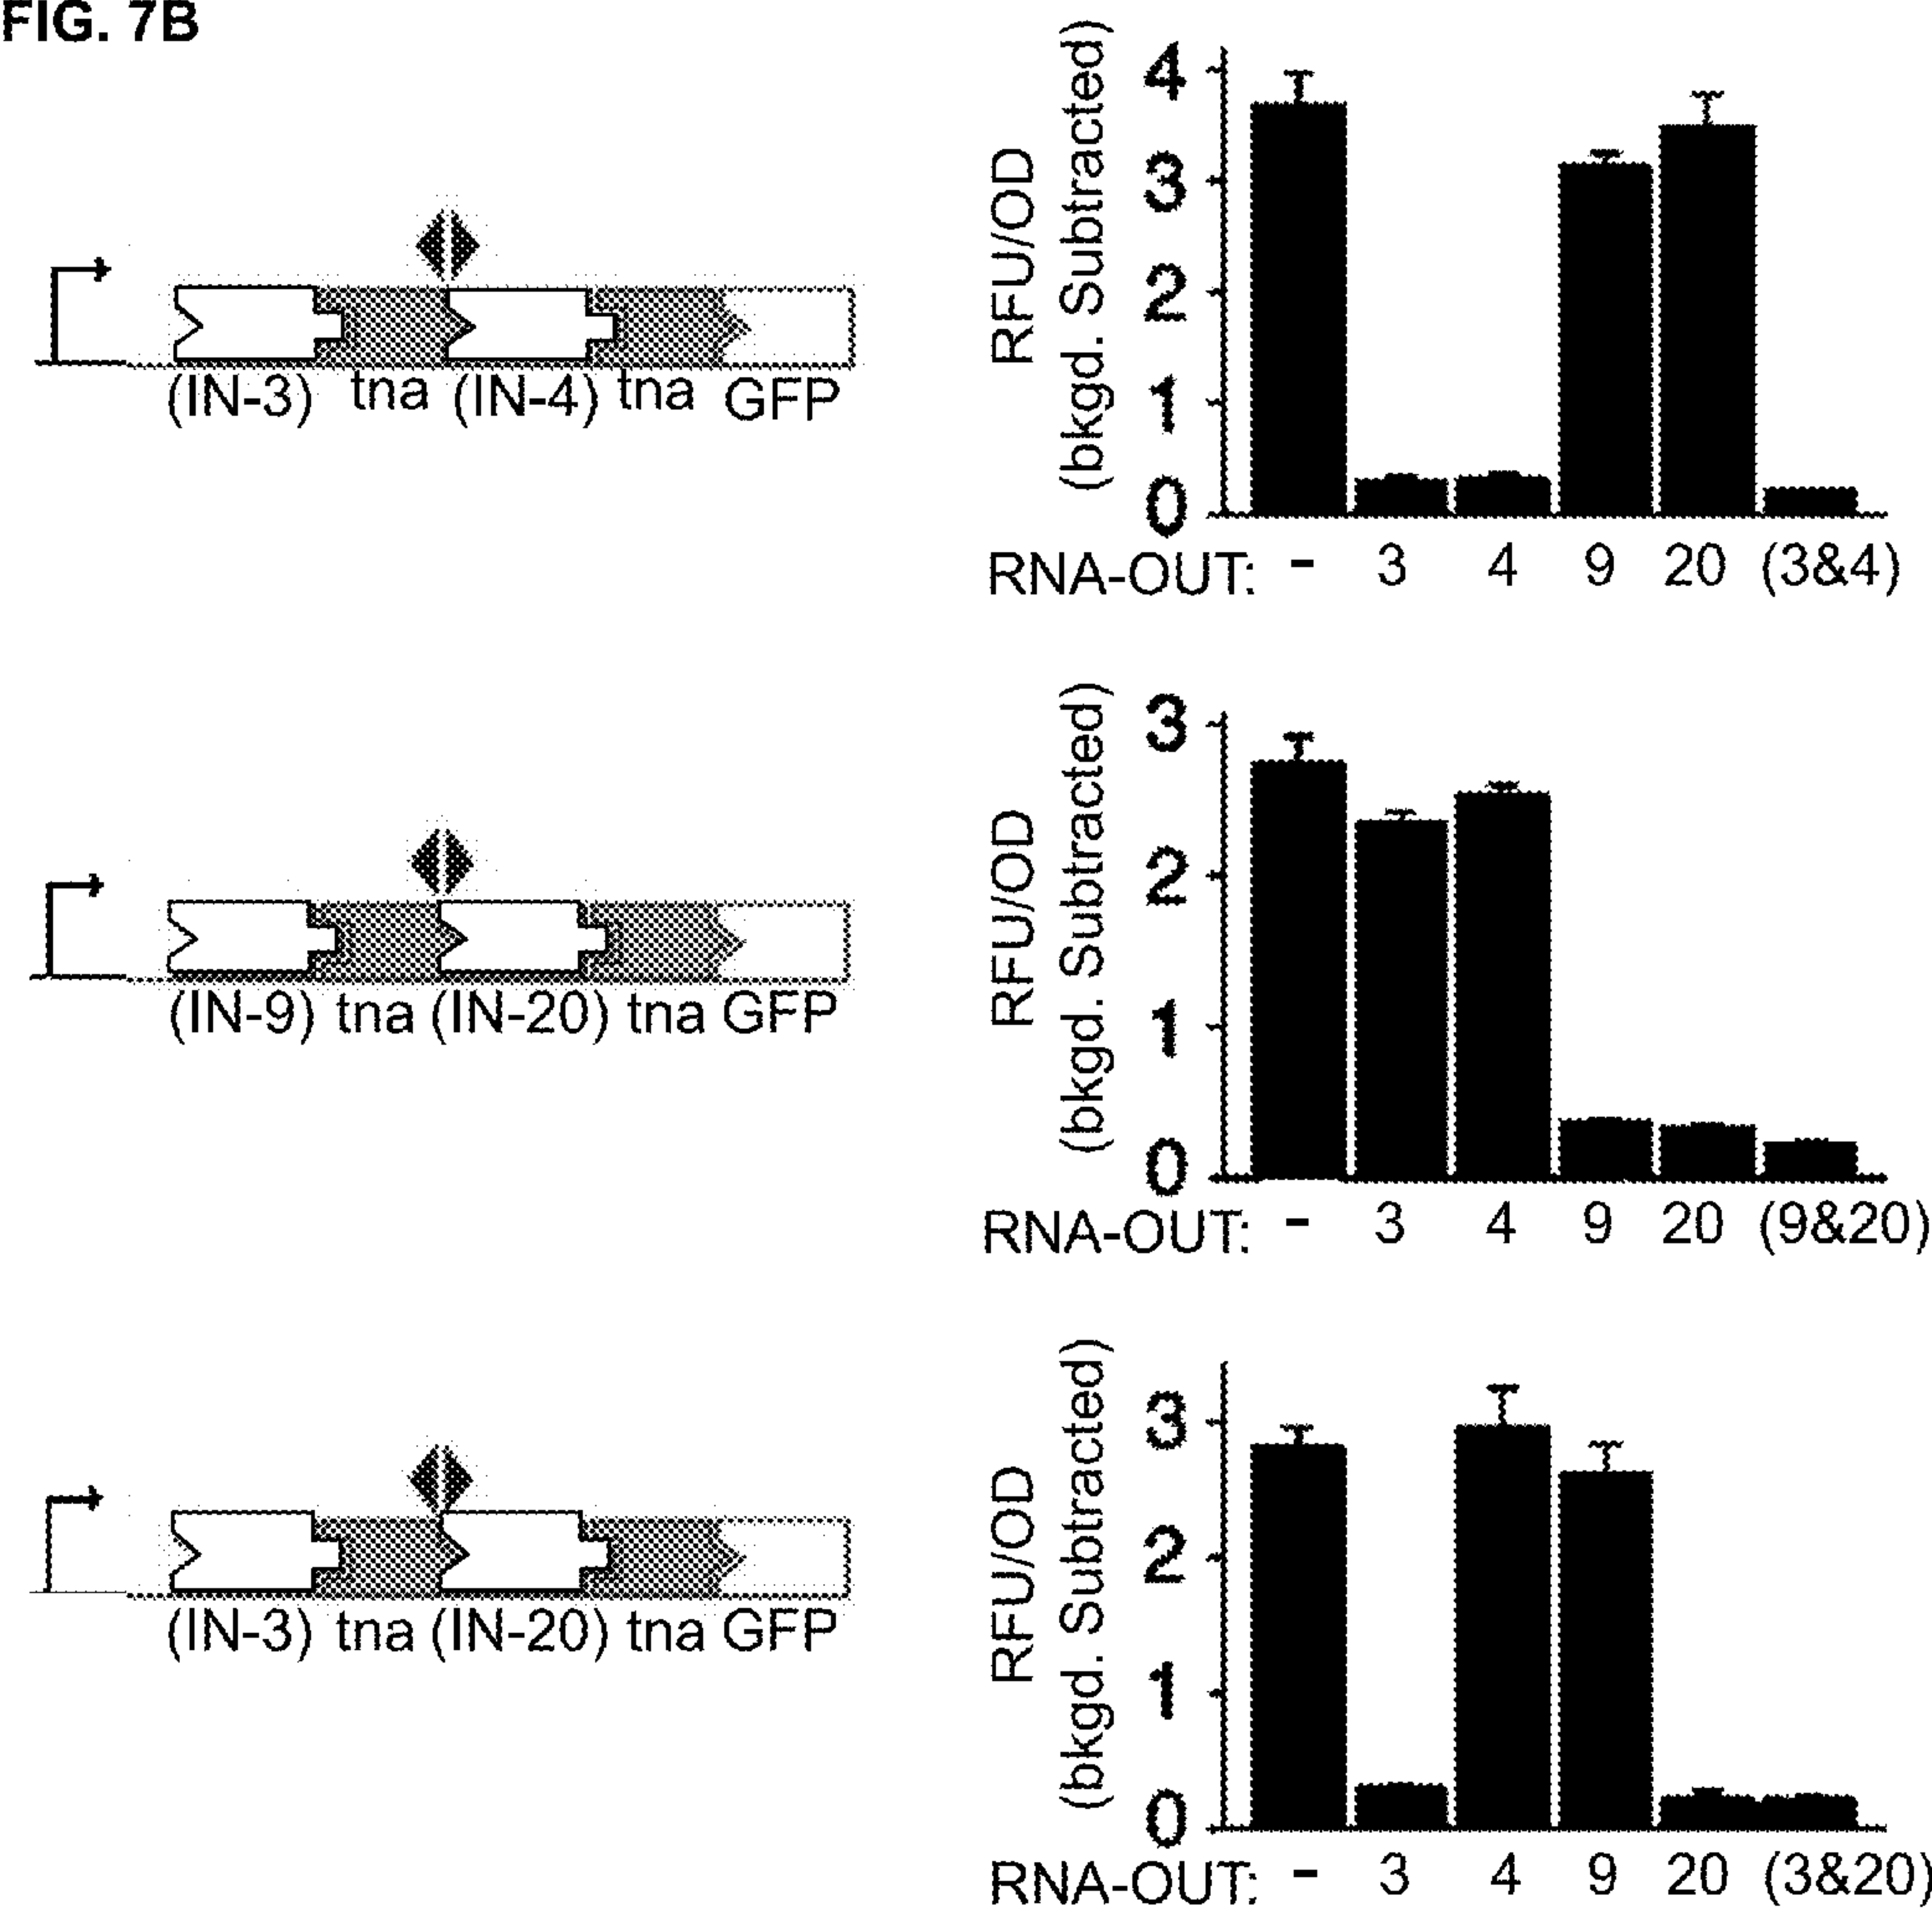 FIG. 7B
(IN-3) tna (IN-4) tna GFP
RFU/OD
(bkgd. Subtracted)
4
3
2
1
0
RNA-OUT: - 3 4 9 20 (3&4)
(IN-9) tna (IN-20) tna GFP
RFU/OD
(bkgd. Subtracted)
3
2
1
0
RNA-OUT: - 3 4 9 20 (9&20)
(IN-3) tna (IN-20) tna GFP
RFU/OD
(bkgd. Subtracted)
3
2
1
0
RNA-OUT: - 3 4 9 20 (3&20)